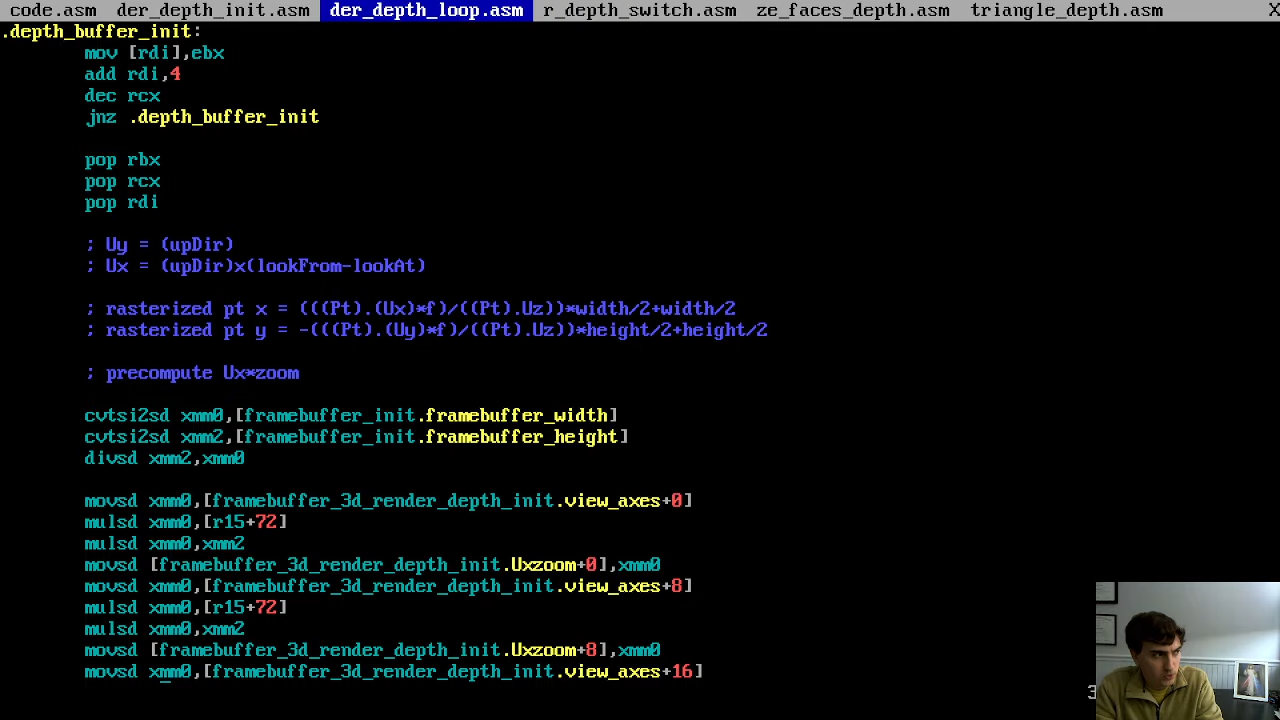 code.asm der_depth_init.asm der_depth_loop.asm r_depth_switch.asm ze_faces_depth.asm triangle_depth.asm X
.depth_buffer_init:
mov [rdi],ebx
add rdi,4
dec rcx
jnz .depth_buffer_init
pop rbx
pop rcx
pop rdi
; Uy = (upDir)
; Ux = (upDir)x(lookFrom-lookAt)
; rasterized pt x = (((Pt).(Ux)*f)/((Pt).Uz))*width/2+width/2
; rasterized pt y = -(((Pt).(Uy)*f)/((Pt).Uz))*height/2+height/2
; precompute Ux*zoom
cvtsi2sd xmm0,[framebuffer_init.framebuffer_width]
cvtsi2sd xmm2,[framebuffer_init.framebuffer_height]
divsd xmm2,xmm0
movsd xmm0,[framebuffer_3d_render_depth_init.view_axes+0]
mulsd xmm0,[r15+72]
mulsd xmm0,xmm2
movsd [framebuffer_3d_render_depth_init.Uxzoom+0],xmm0
movsd xmm0,[framebuffer_3d_render_depth_init.view_axes+8]
mulsd xmm0,[r15+72]
mulsd xmm0,xmm2
movsd [framebuffer_3d_render_depth_init.Uxzoom+8],xmm0
movsd xmm0,[framebuffer_3d_render_depth_init.view_axes+16]